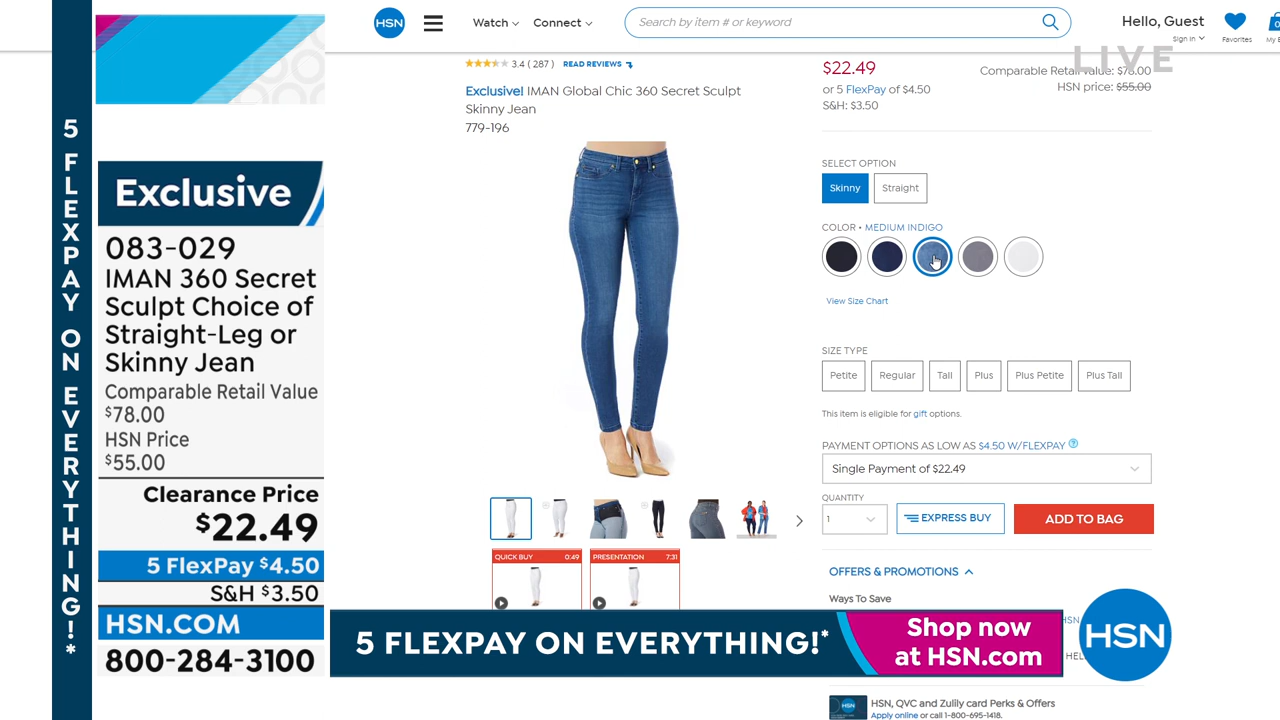 5 FLEXPAY ON EVERYTHING!*
Exclusive
083-029
IMAN 360 Secret
Sculpt Choice of
Straight-Leg or
Skinny Jean
Comparable Retail Value
$78.00
HSN Price
$55.00
Clearance Price
$22.49
5 FlexPay $4.50
S&H $3.50
HSN.COM
800-284-3100
HSN
Watch
Connect
Search by item # or keyword
Hello, Guest
Sign In
Favorites
LIVE
3.4 ( 287 )
READ REVIEWS
Exclusive! IMAN Global Chic 360 Secret Sculpt
Skinny Jean
779-196
$22.49
or 5 FlexPay of $4.50
S&H: $3.50
Comparable Retail Value: $78.00
HSN price: $55.00
SELECT OPTION
Skinny
Straight
COLOR • MEDIUM INDIGO
View Size Chart
SIZE TYPE
Petite
Regular
Tall
Plus
Plus Petite
Plus Tall
This item is eligible for gift options.
PAYMENT OPTIONS AS LOW AS $4.50 W/FLEXPAY ?
Single Payment of $22.49
QUANTITY
1
EXPRESS BUY
ADD TO BAG
QUICK BUY 0:49
PRESENTATION 7:31
OFFERS & PROMOTIONS
Ways To Save
5 FLEXPAY ON EVERYTHING!*
Shop now
at HSN.com
HSN
HSN
HSN, QVC and Zulily card Perks & Offers
Apply online or call 1-800-695-1418.